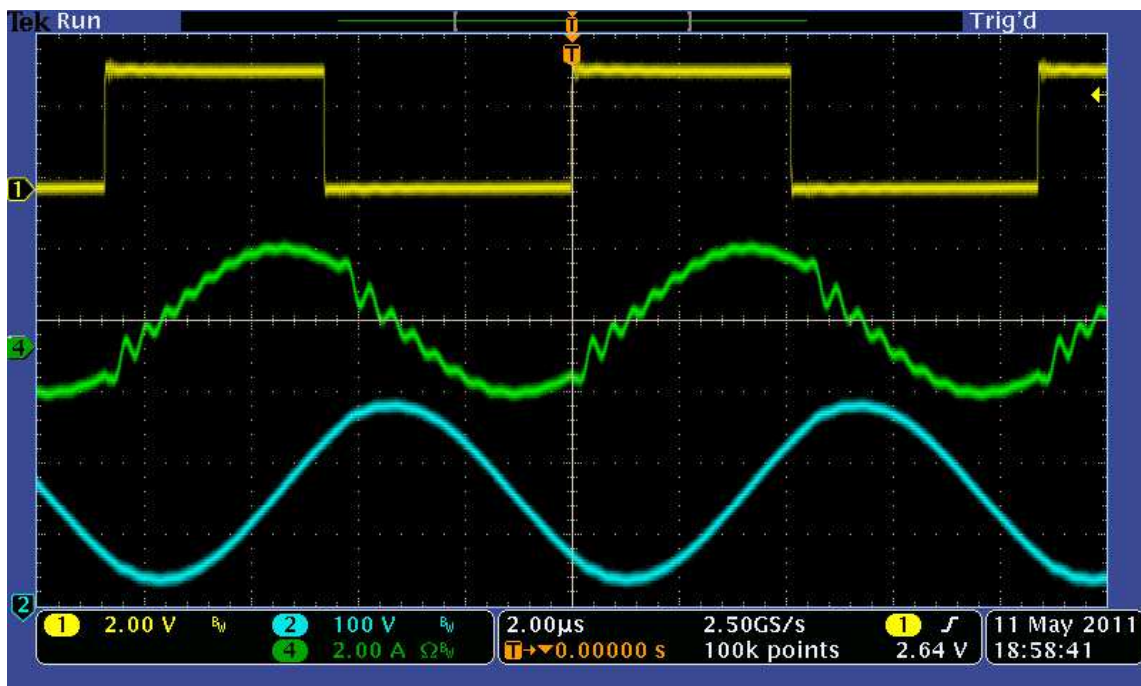 Tek Run T Trig'd
T
1
4
2
1 2.00 V BW 2 100 V BW 2.00μs 2.50GS/s 1 11 May 2011
4 2.00 A ΩBW T→▼0.00000 s 100k points 2.64 V 18:58:41